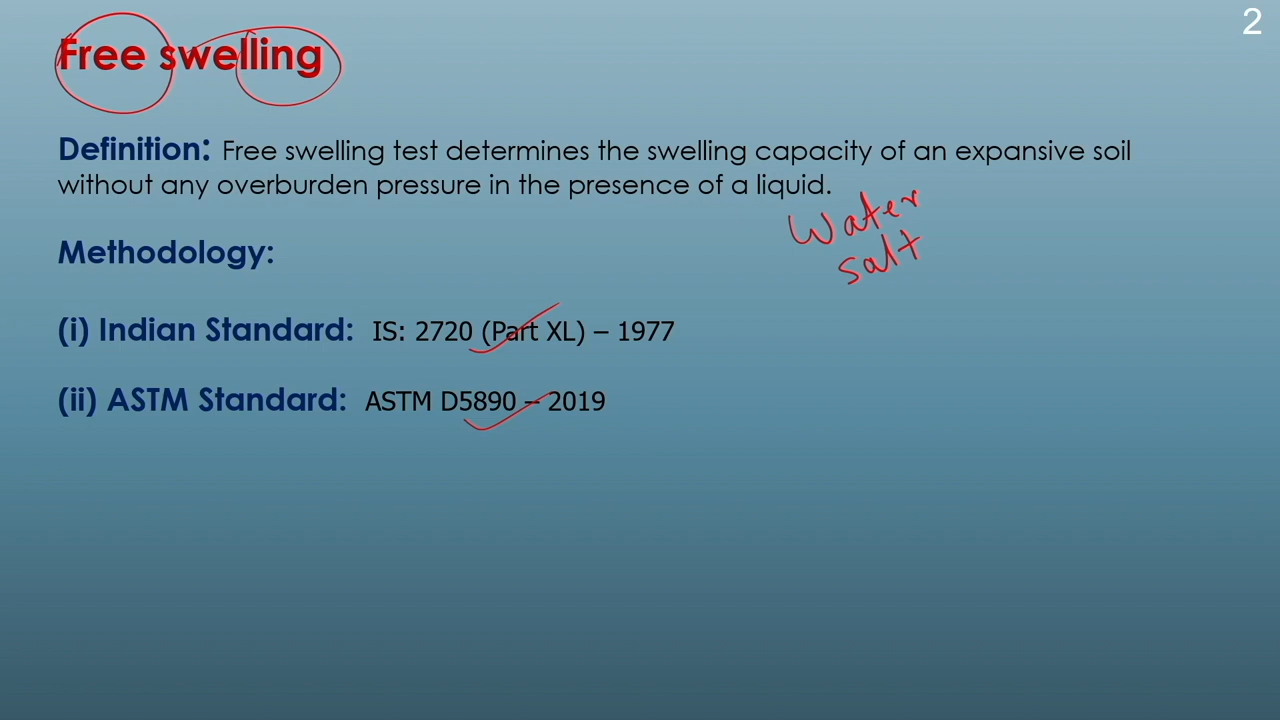 2
Free swelling
Definition: Free swelling test determines the swelling capacity of an expansive soil
without any overburden pressure in the presence of a liquid.
Water
salt
Methodology:
(i) Indian Standard: IS: 2720 (Part XL) – 1977
(ii) ASTM Standard: ASTM D5890 – 2019